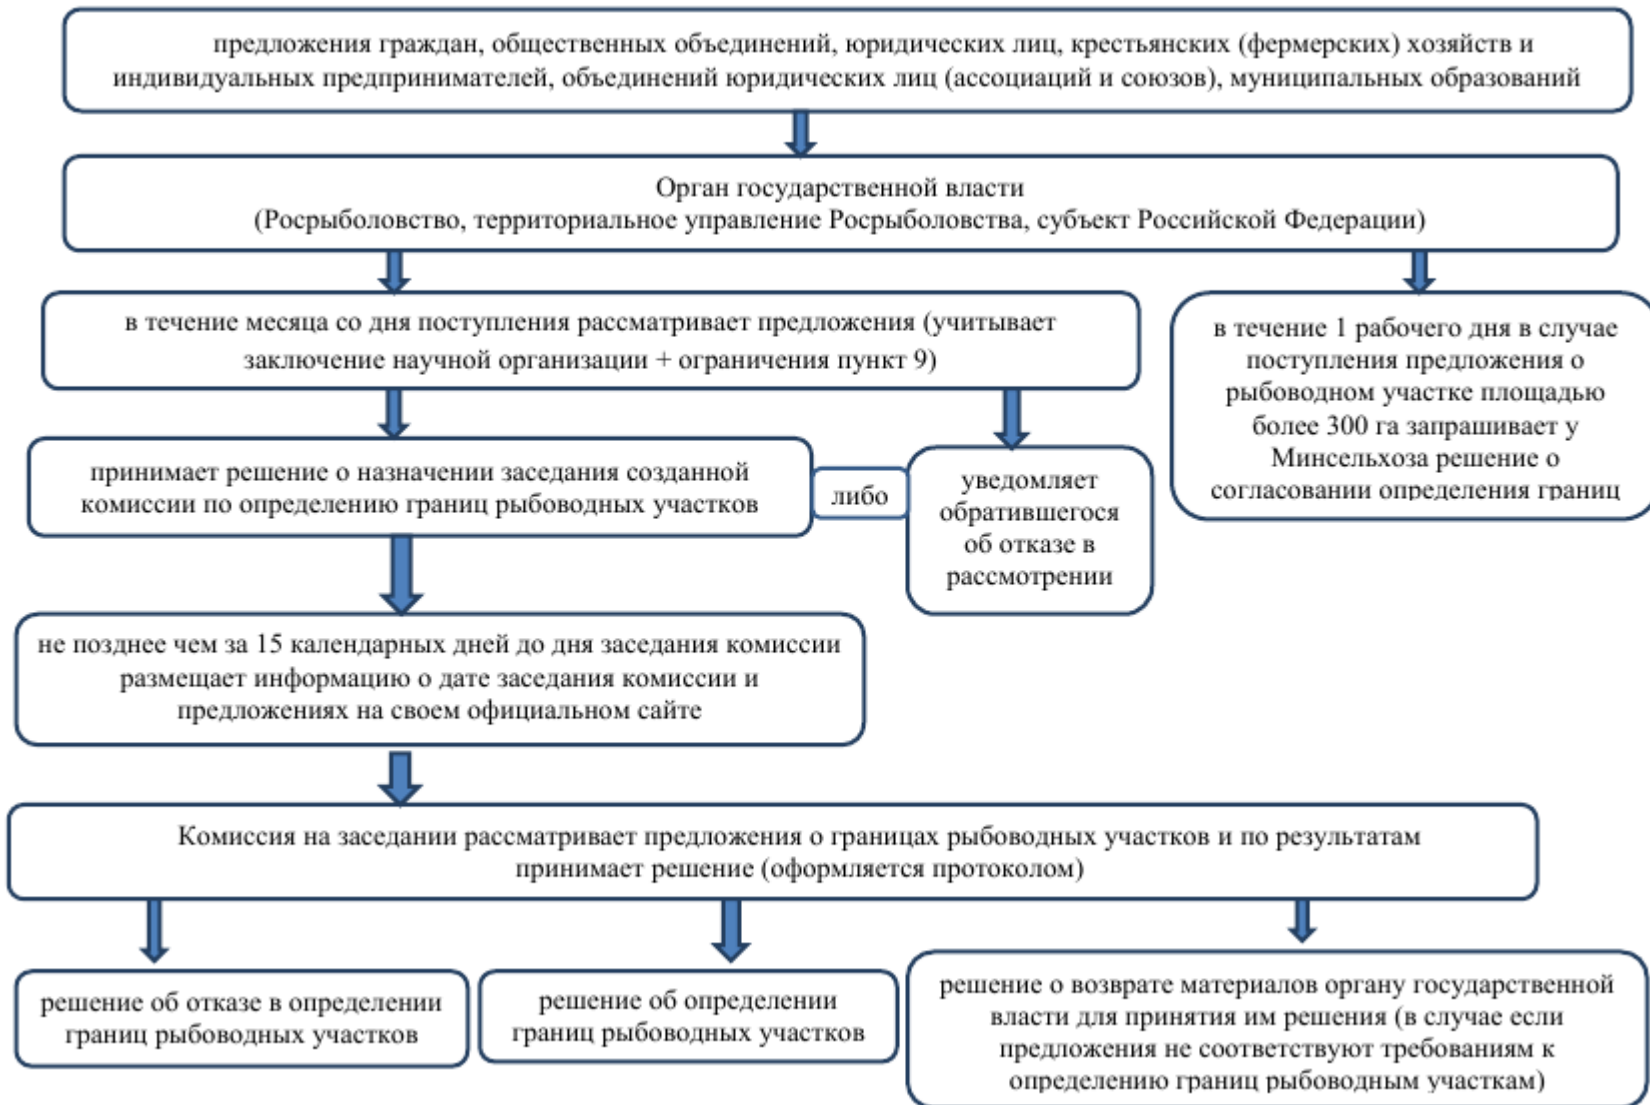 предложения граждан, общественных объединений, юридических лиц, крестьянских (фермерских) хозяйств и
индивидуальных предпринимателей, объединений юридических лиц (ассоциаций и союзов), муниципальных образований
Орган государственной власти
(Росрыболовство, территориальное управление Росрыболовства, субъект Российской Федерации)
в течение месяца со дня поступления рассматривает предложения (учитывает
заключение научной организации + ограничения пункт 9)
в течение 1 рабочего дня в случае
поступления предложения о
рыбоводном участке площадью
более 300 га запрашивает у
Минсельхоза решение о
согласовании определения границ
принимает решение о назначении заседания созданной
комиссии по определению границ рыбоводных участков
либо
уведомляет
обратившегося
об отказе в
рассмотрении
не позднее чем за 15 календарных дней до дня заседания комиссии
размещает информацию о дате заседания комиссии и
предложениях на своем официальном сайте
Комиссия на заседании рассматривает предложения о границах рыбоводных участков и по результатам
принимает решение (оформляется протоколом)
решение об отказе в определении
границ рыбоводных участков
решение об определении
границ рыбоводных участков
решение о возврате материалов органу государственной
власти для принятия им решения (в случае если
предложения не соответствуют требованиям к
определению границ рыбоводным участкам)